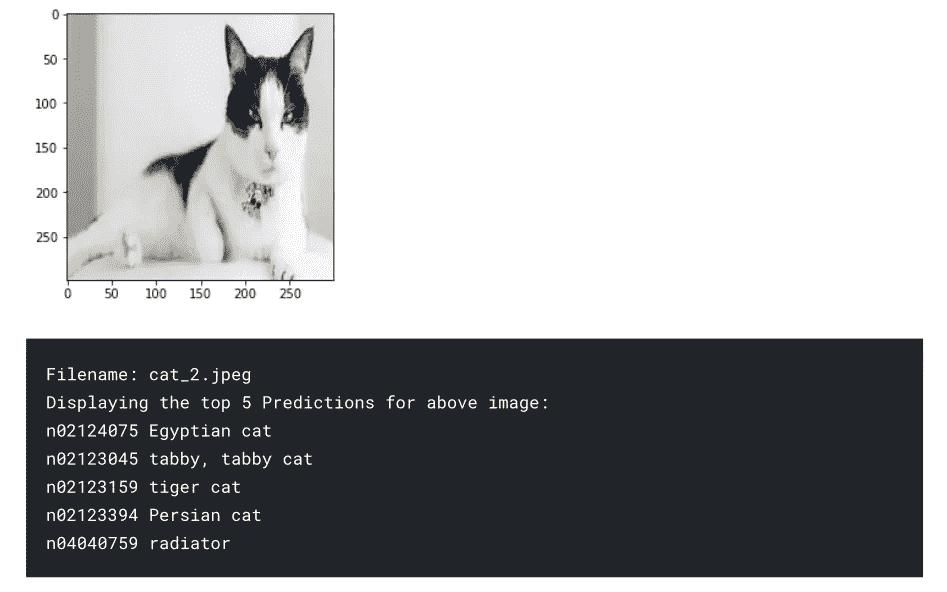 0
50
100
150
200
250
0 50 100 150 200 250
Filename: cat_2.jpeg
Displaying the top 5 Predictions for above image:
n02124075 Egyptian cat
n02123045 tabby, tabby cat
n02123159 tiger cat
n02123394 Persian cat
n04040759 radiator